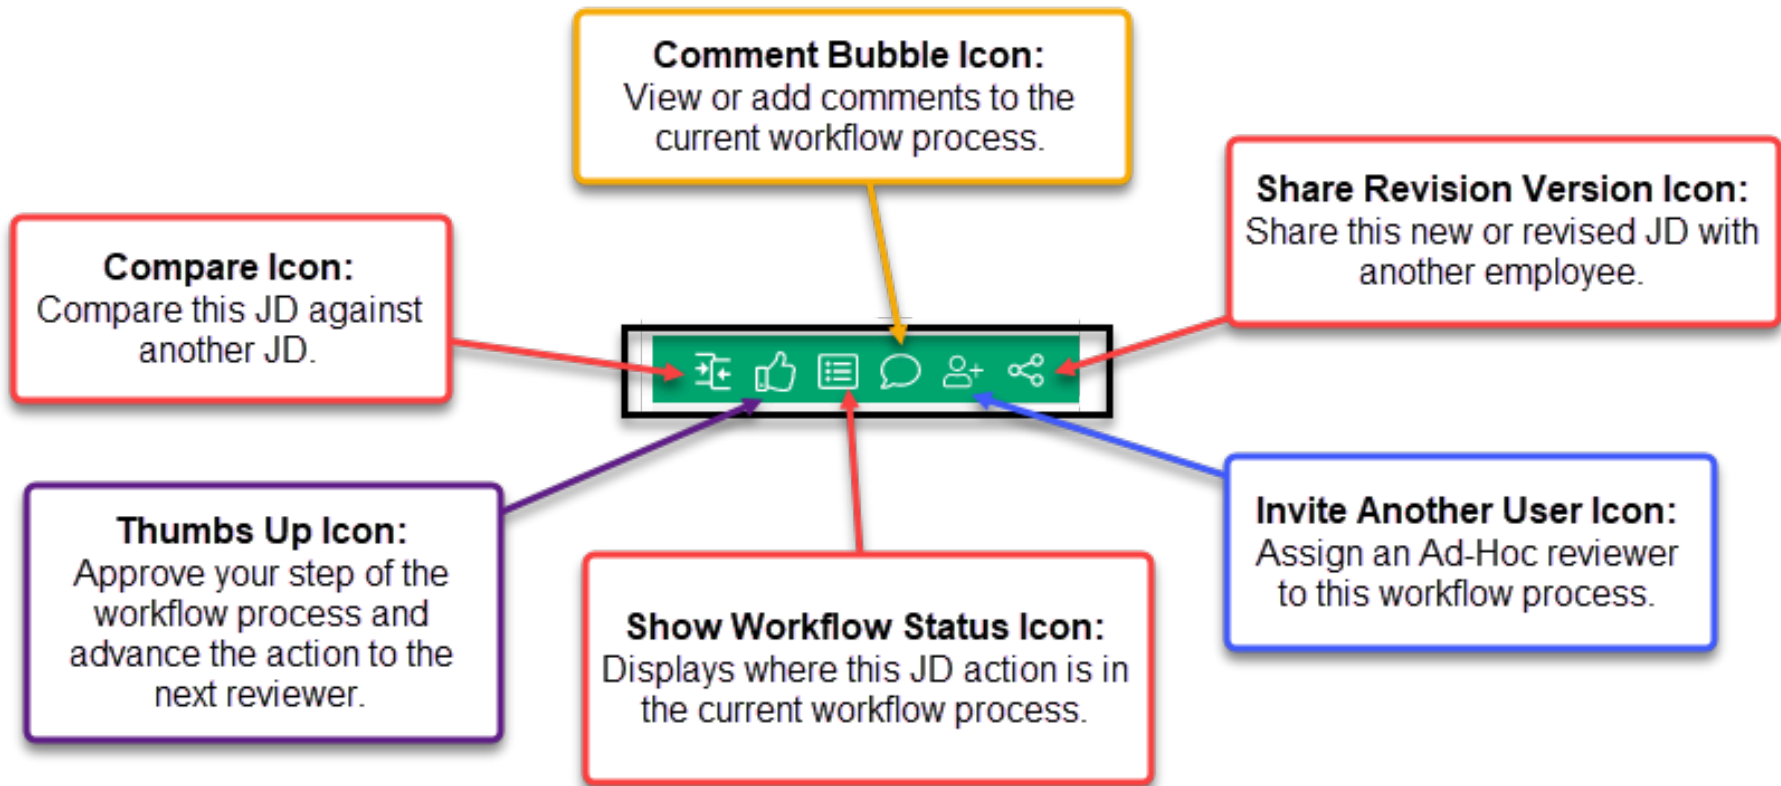 Comment Bubble Icon:
View or add comments to the
current workflow process.
Share Revision Version Icon:
Share this new or revised JD with
another employee.
Compare Icon:
Compare this JD against
another JD.
Thumbs Up Icon:
Approve your step of the
workflow process and
advance the action to the
next reviewer.
Show Workflow Status Icon:
Displays where this JD action is in
the current workflow process.
Invite Another User Icon:
Assign an Ad-Hoc reviewer
to this workflow process.